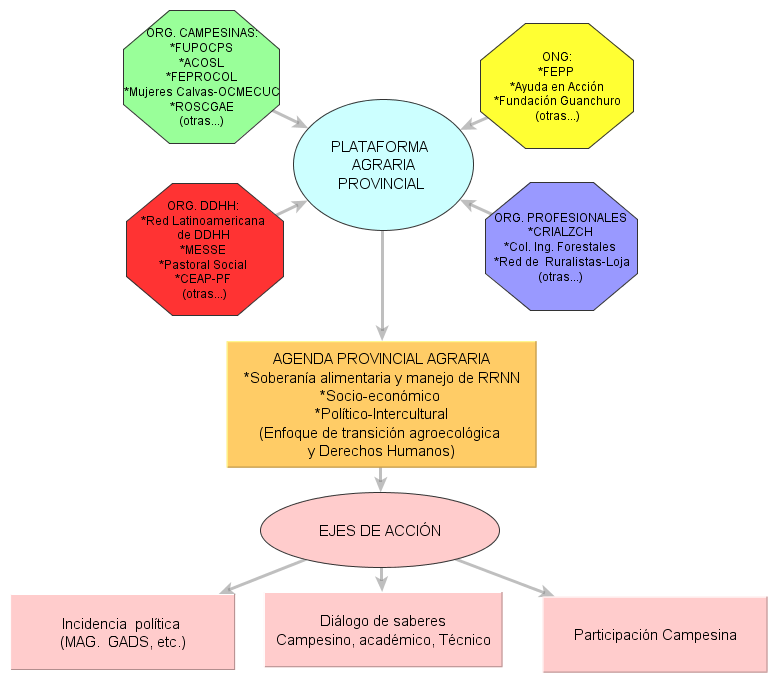 ORG. CAMPESINAS:
*FUPOCPS
*ACOSL
*FEPROCOL
*Mujeres Calvas-OCMECUC
*ROSCGAE
(otras...)
ONG:
*FEPP
*Ayuda en Acción
*Fundación Guanchuro
(otras...)
PLATAFORMA
AGRARIA
PROVINCIAL
ORG. DDHH:
*Red Latinoamericana
de DDHH
*MESSE
*Pastoral Social
*CEAP-PF
(otras...)
ORG. PROFESIONALES
*CRIALZCH
*Col. Ing. Forestales
*Red de Ruralistas-Loja
(otras...)
AGENDA PROVINCIAL AGRARIA
*Soberanía alimentaria y manejo de RRNN
*Socio-económico
*Político-Intercultural
(Enfoque de transición agroecológica
y Derechos Humanos)
EJES DE ACCIÓN
Incidencia política
(MAG. GADS, etc.)
Diálogo de saberes
Campesino, académico, Técnico
Participación Campesina